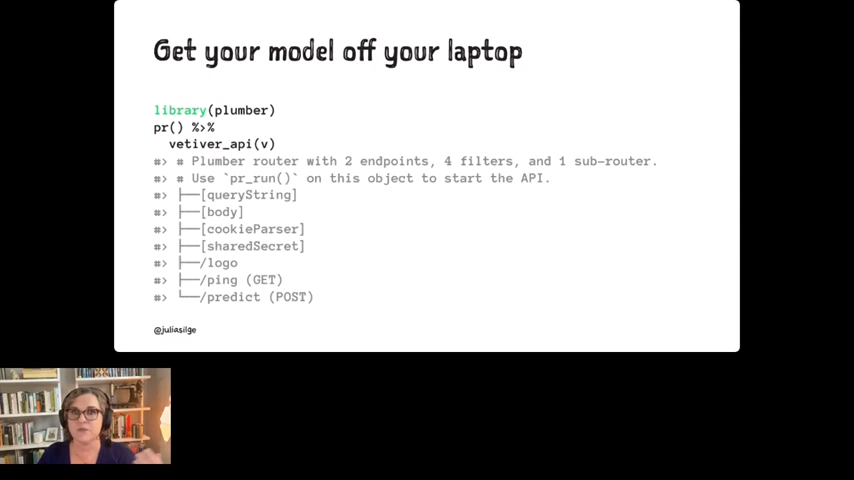 Get your model off your laptop
library(plumber)
pr() %>%
  vetiver_api(v)
#> # Plumber router with 2 endpoints, 4 filters, and 1 sub-router.
#> # Use `pr_run()` on this object to start the API.
#> ├──[queryString]
#> ├──[body]
#> ├──[cookieParser]
#> ├──[sharedSecret]
#> ├──/logo
#> ├──/ping (GET)
#> └──/predict (POST)
@juliasilge